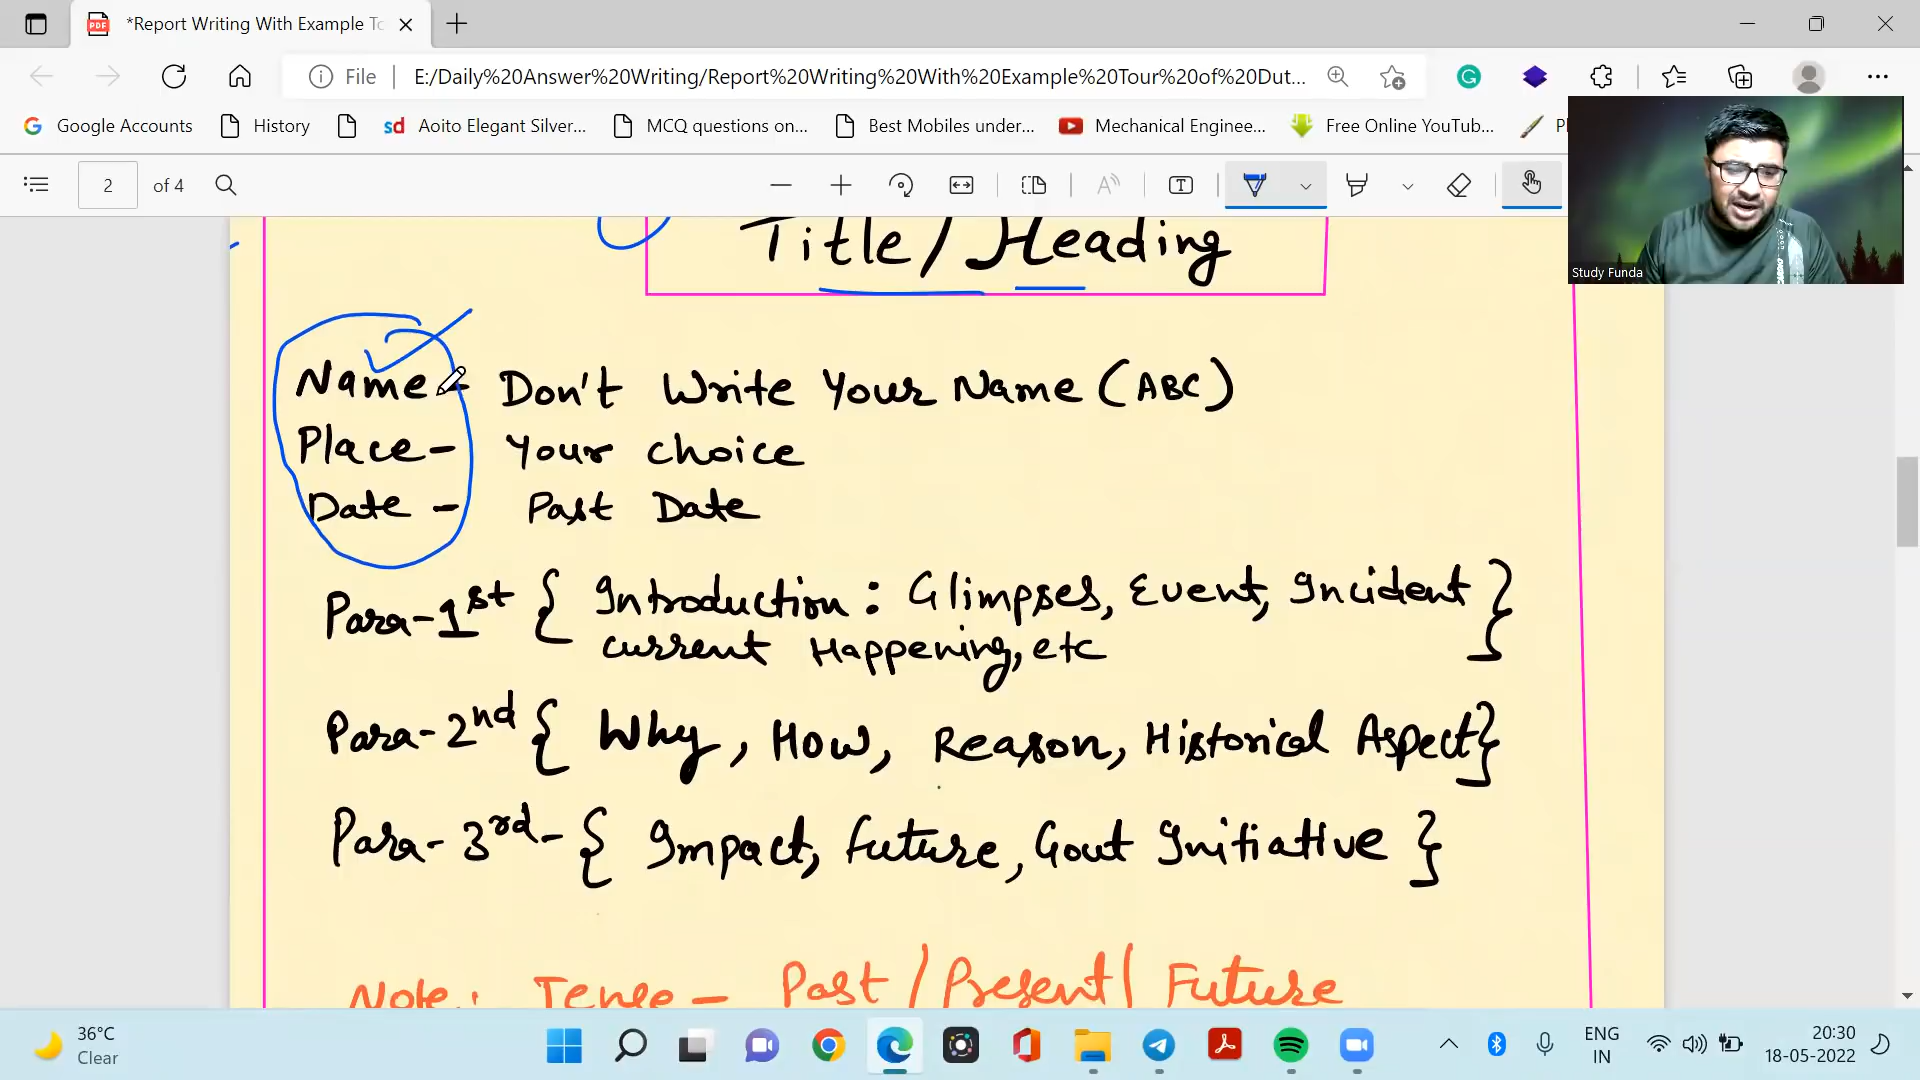 *Report Writing With Example To
File
E:/Daily%20Answer%20Writing/Report%20Writing%20With%20Example%20Tour%20of%20Dut...
Google Accounts
History
sd Aoito Elegant Silver...
MCQ questions on...
Best Mobiles under...
Mechanical Enginee...
Free Online YouTub...
2 of 4
Study Funda
Title/Heading
Name - Don't Write Your Name (ABC)
Place - Your choice
Date - Past Date
Para-1st { Introduction: Glimpses, Event, Incident
current Happening, etc }
Para-2nd { Why, How, Reason, Historical Aspect}
Para-3rd- { Impact, Future, Govt Initiative }
Note: Tense - Past / Present / Future
36°C
Clear
ENG
IN
20:30
18-05-2022